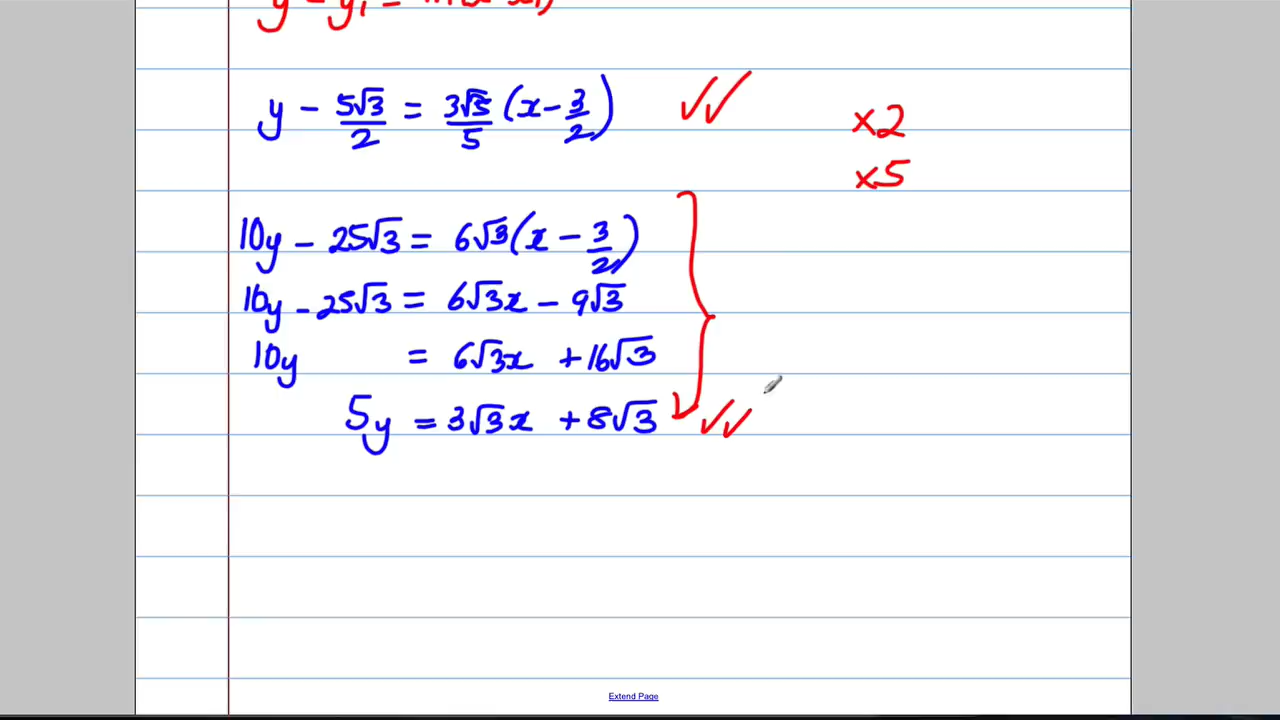 y - y₁ =
y - 5√3/2 = 3√3/5 (x - 3/2) ✓✓
×2
×5
10y - 25√3 = 6√3(x - 3/2)
10y - 25√3 = 6√3x - 9√3
10y = 6√3x + 16√3
5y = 3√3x + 8√3 ✓✓
Extend Page